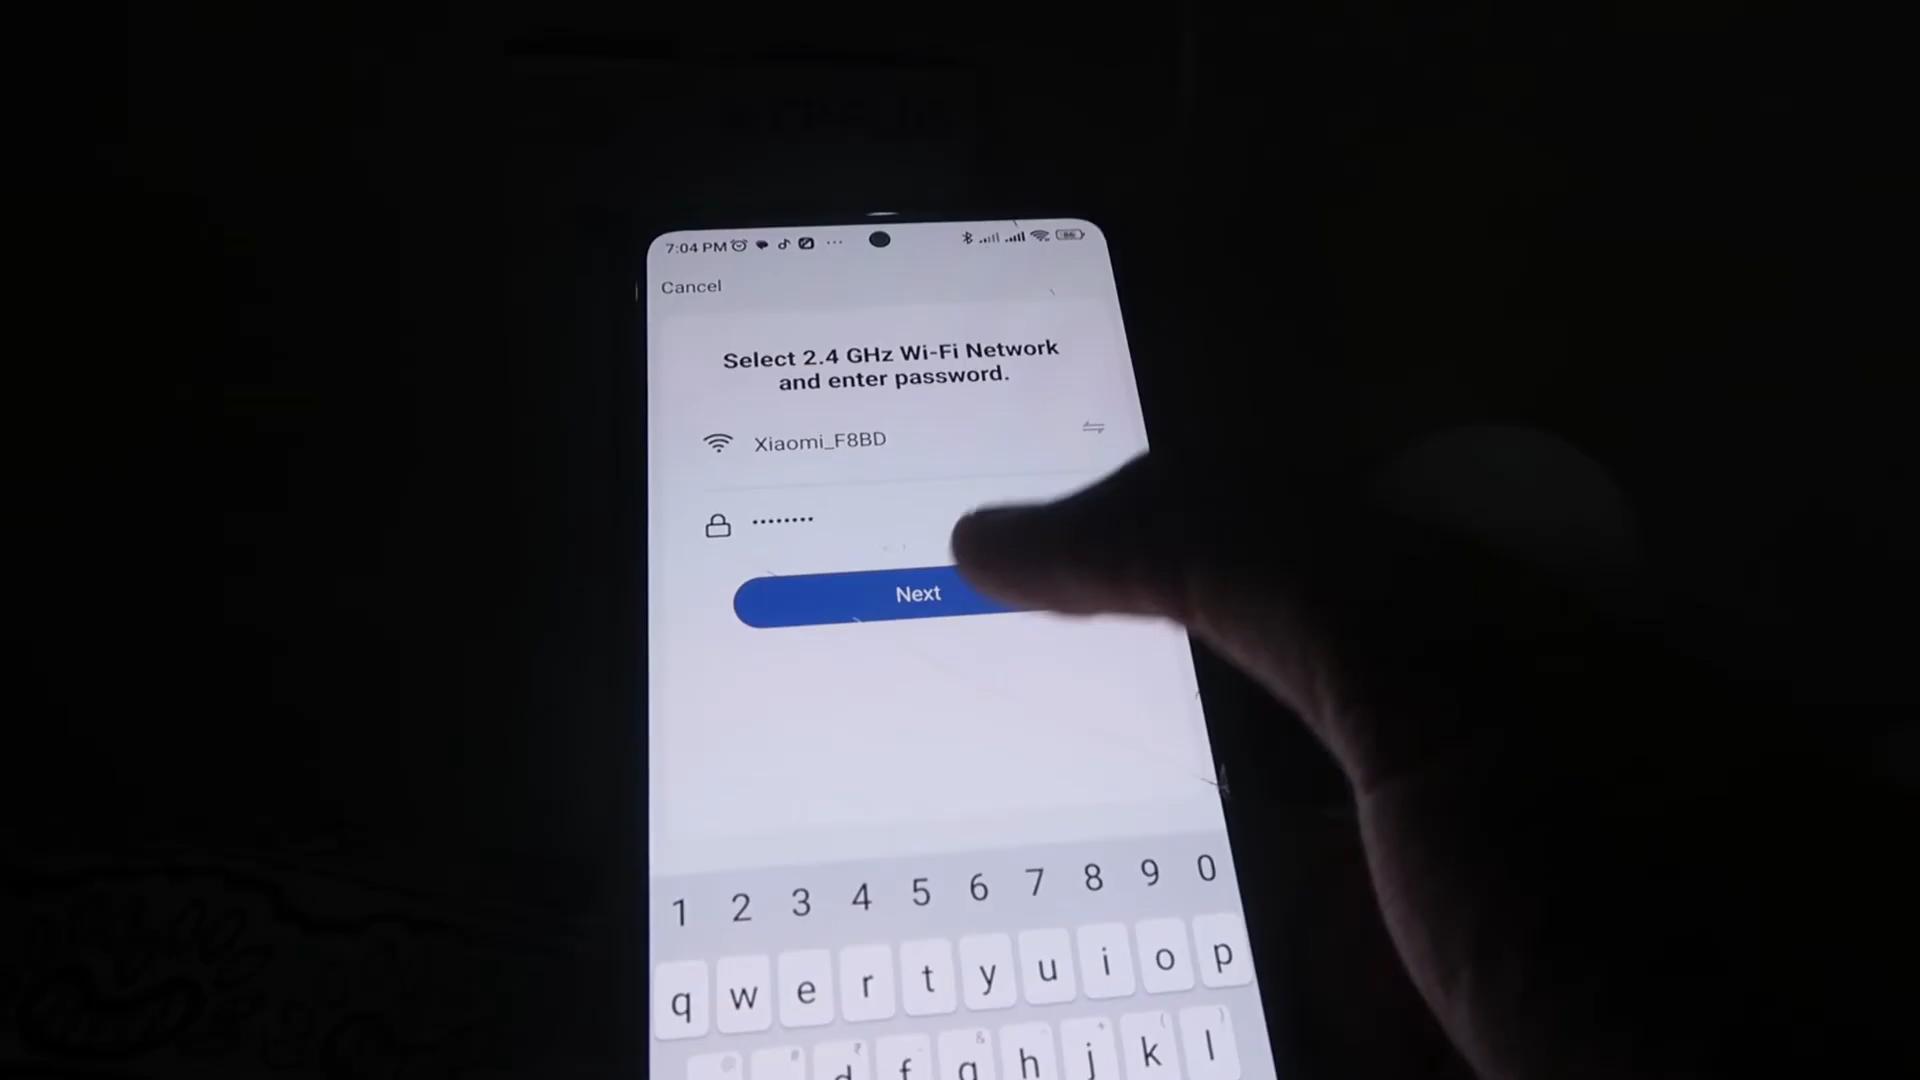 7:04 PM
86
Cancel
Select 2.4 GHz Wi-Fi Network
and enter password.
Xiaomi_F8BD
••••••••
Next
1 2 3 4 5 6 7 8 9 0
q w e r t y u i o p
d f g h j k l